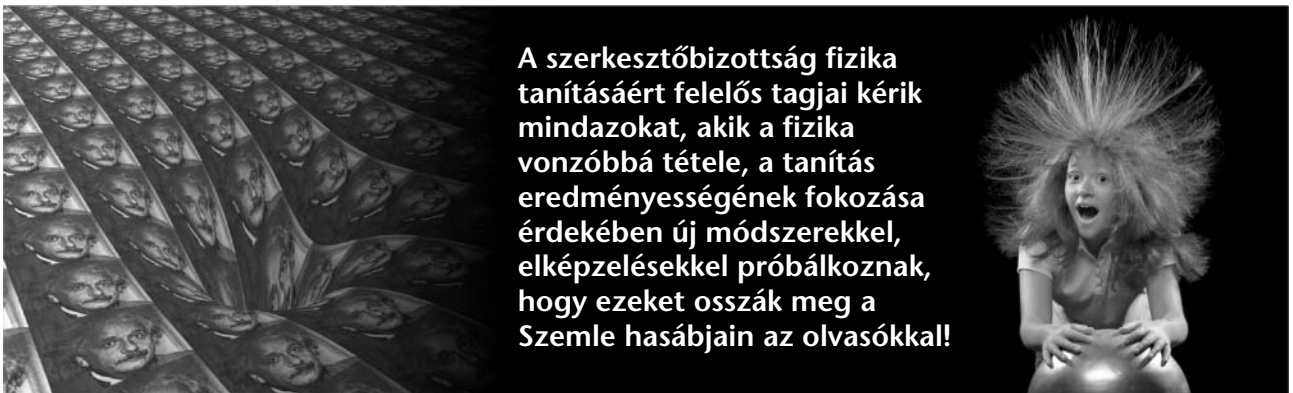 A szerkesztőbizottság fizika
tanításáért felelős tagjai kérik
mindazokat, akik a fizika
vonzóbbá tétele, a tanítás
eredményességének fokozása
érdekében új módszerekkel,
elképzelésekkel próbálkoznak,
hogy ezeket osszák meg a
Szemle hasábjain az olvasókkal!